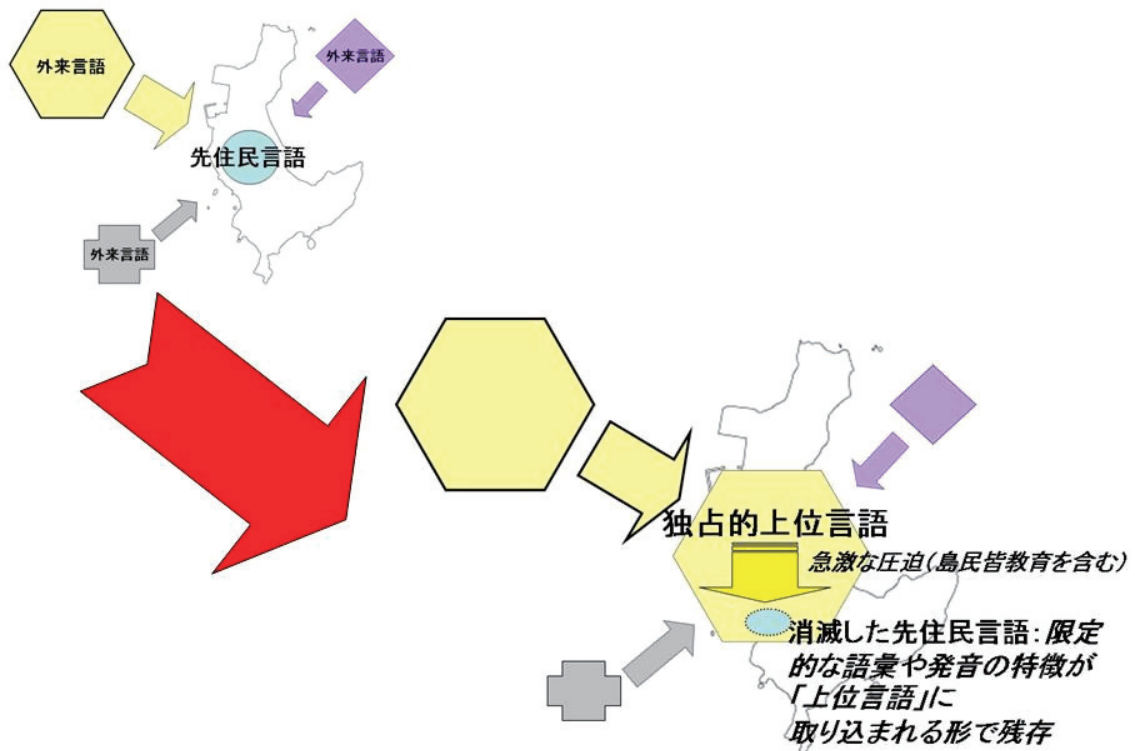 外来言語
外来言語
先住民言語
外来言語
独占的上位言語
急激な圧迫(島民皆教育を含む)
消滅した先住民言語:限定
的な語彙や発音の特徴が
「上位言語」に
取り込まれる形で残存